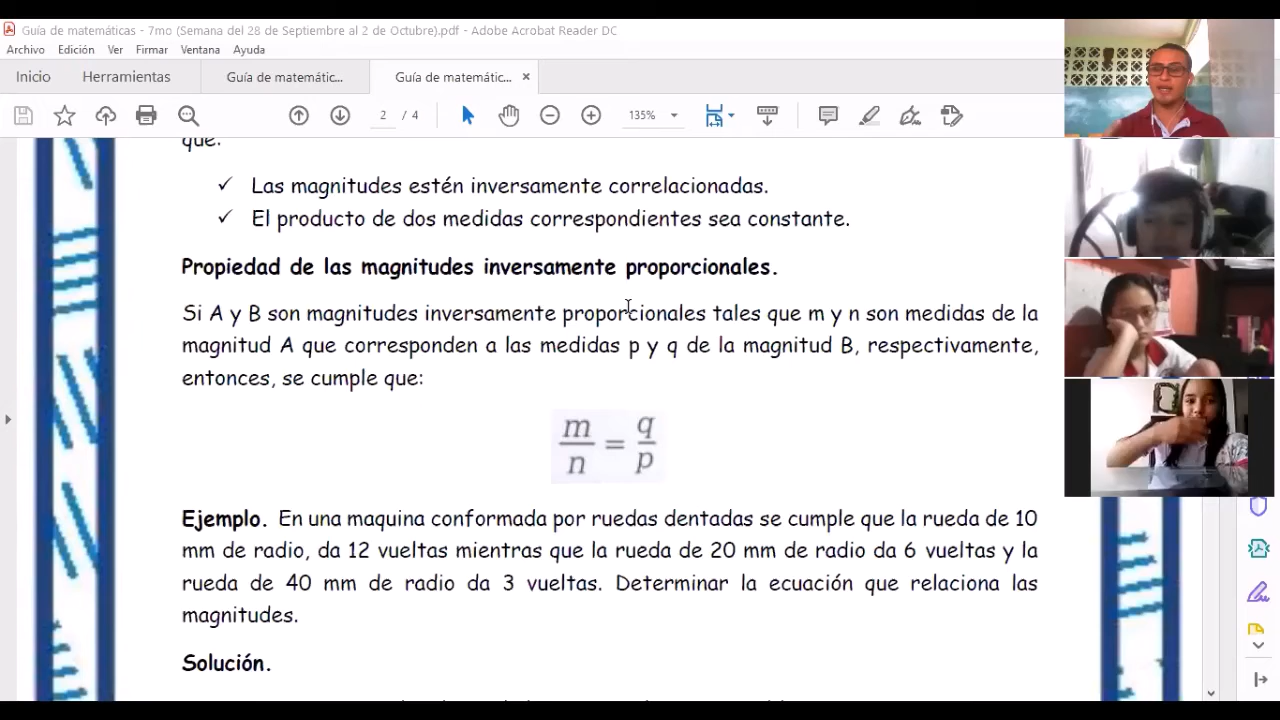 Guía de matemáticas - 7mo (Semana del 28 de Septiembre al 2 de Octubre).pdf - Adobe Acrobat Reader DC
Archivo Edición Ver Firmar Ventana Ayuda
Inicio Herramientas Guía de matemátic... Guía de matemátic... ×
2 / 4 135%
que:
✓ Las magnitudes estén inversamente correlacionadas.
✓ El producto de dos medidas correspondientes sea constante.
Propiedad de las magnitudes inversamente proporcionales.
Si A y B son magnitudes inversamente proporcionales tales que m y n son medidas de la
magnitud A que corresponden a las medidas p y q de la magnitud B, respectivamente,
entonces, se cumple que:
m/n = q/p
Ejemplo. En una maquina conformada por ruedas dentadas se cumple que la rueda de 10
mm de radio, da 12 vueltas mientras que la rueda de 20 mm de radio da 6 vueltas y la
rueda de 40 mm de radio da 3 vueltas. Determinar la ecuación que relaciona las
magnitudes.
Solución.